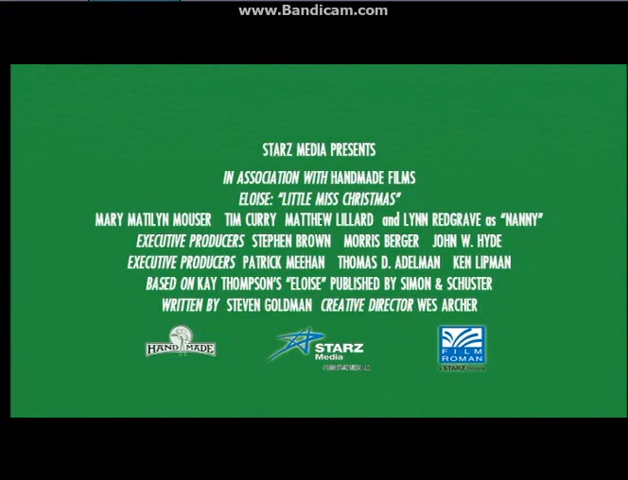 www.Bandicam.com
STARZ MEDIA PRESENTS
IN ASSOCIATION WITH HANDMADE FILMS
ELOISE: "LITTLE MISS CHRISTMAS"
MARY MATILYN MOUSER TIM CURRY MATTHEW LILLARD and LYNN REDGRAVE as "NANNY"
EXECUTIVE PRODUCERS STEPHEN BROWN MORRIS BERGER JOHN W. HYDE
EXECUTIVE PRODUCERS PATRICK MEEHAN THOMAS D. ADELMAN KEN LIPMAN
BASED ON KAY THOMPSON'S "ELOISE" PUBLISHED BY SIMON & SCHUSTER
WRITTEN BY STEVEN GOLDMAN CREATIVE DIRECTOR WES ARCHER
HAND MADE
STARZ
Media
FILM
ROMAN
A STARZ